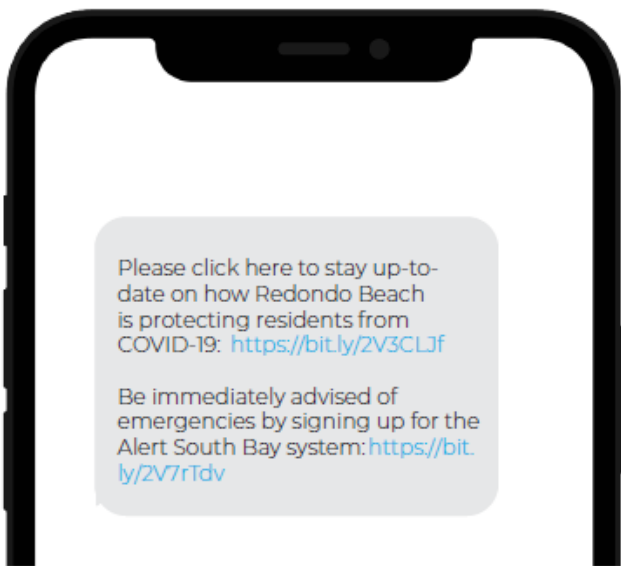 Please click here to stay up-to-
date on how Redondo Beach
is protecting residents from
COVID-19: https://bit.ly/2V3CLJf
Be immediately advised of
emergencies by signing up for the
Alert South Bay system: https://bit.
ly/2V7rTdv